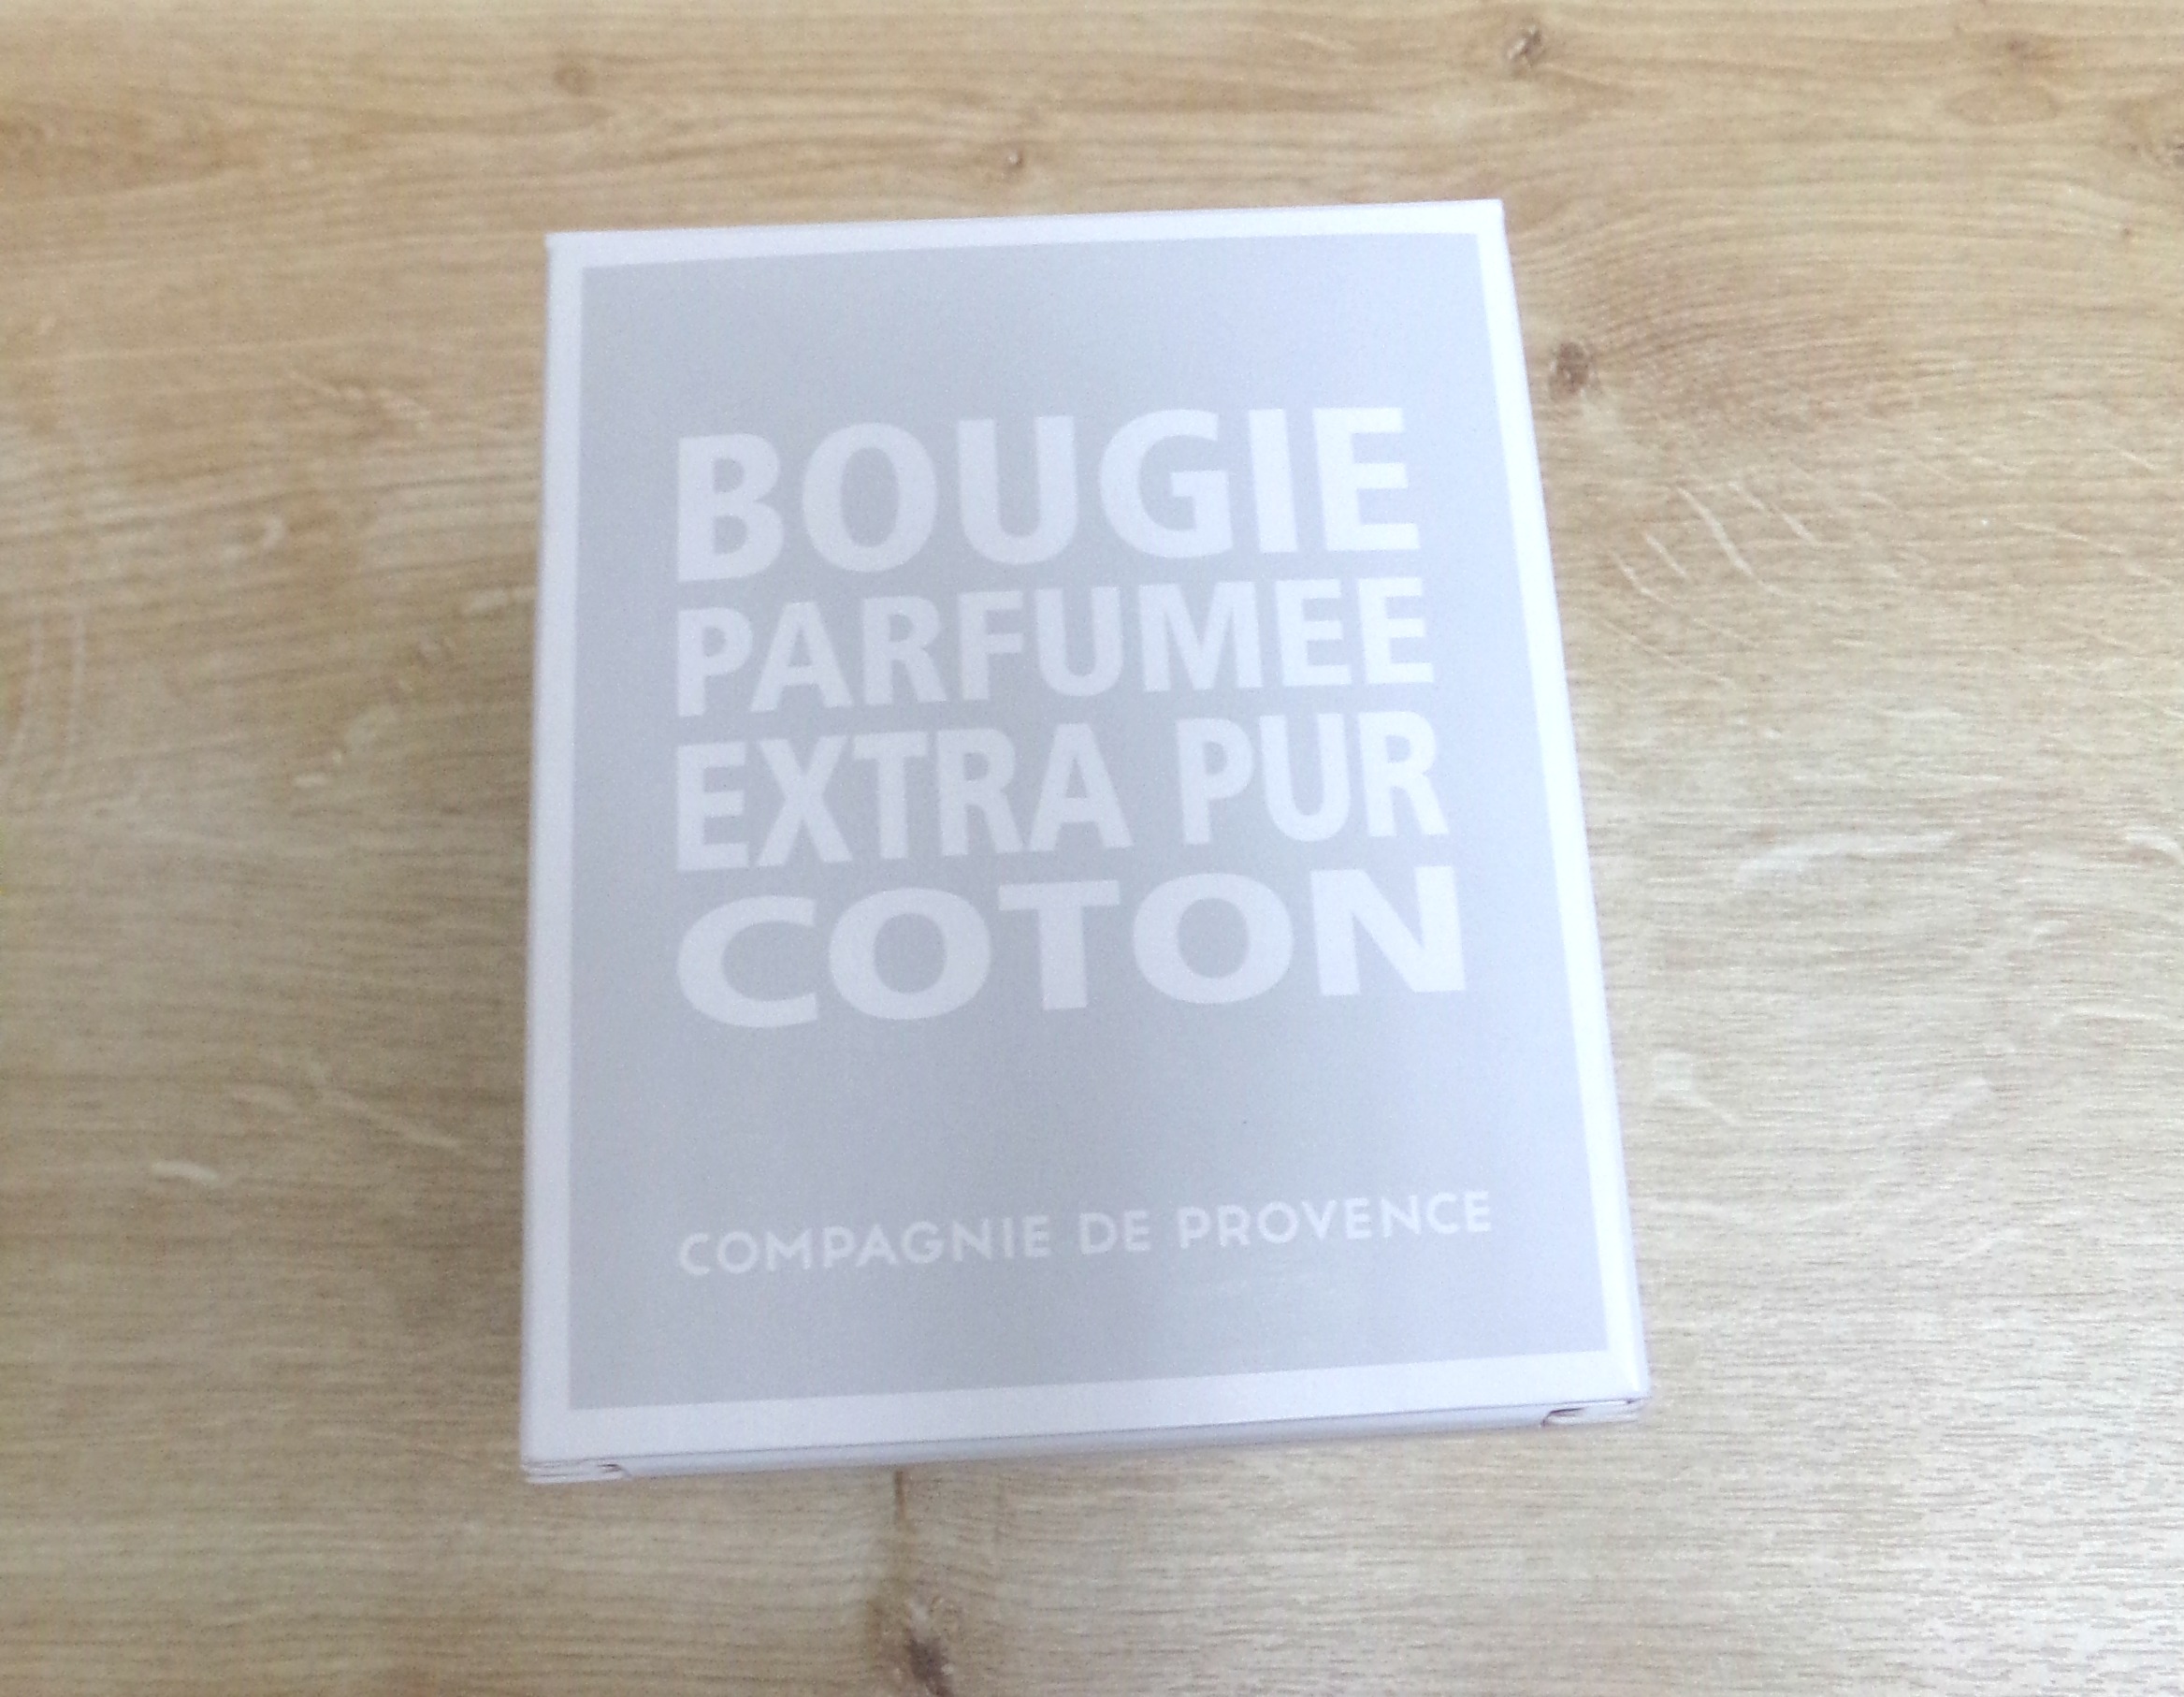 BOUGIE
PARFUMEE
EXTRA PUR
COTON
COMPAGNIE DE PROVENCE